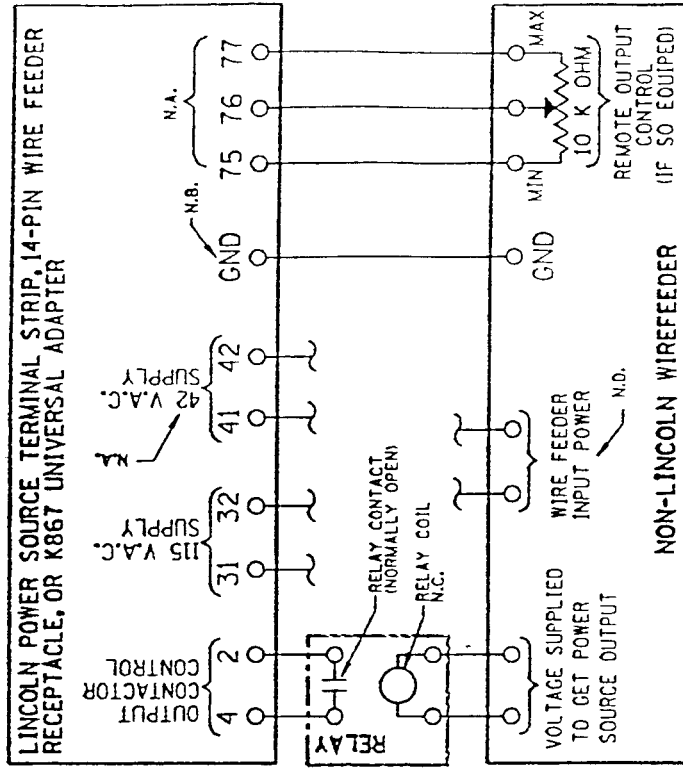 LINCOLN POWER SOURCE TERMINAL STRIP, 14-PIN WIRE FEEDER
RECEPTACLE, OR K867 UNIVERSAL ADAPTER
OUTPUT
CONTACTOR
CONTROL
4
2
115 V.A.C.
SUPPLY
31
32
N.A.
42 V.A.C.
SUPPLY
41
42
N.B.
GND
N.A.
75
76
77
RELAY
RELAY CONTACT
(NORMALLY OPEN)
RELAY COIL
N.C.
VOLTAGE SUPPLIED
TO GET POWER
SOURCE OUTPUT
WIRE FEEDER
INPUT POWER
N.D.
GND
MIN
MAX
10 K OHM
REMOTE OUTPUT
CONTROL
(IF SO EQUIPED)
NON-LINCOLN WIREFEEDER